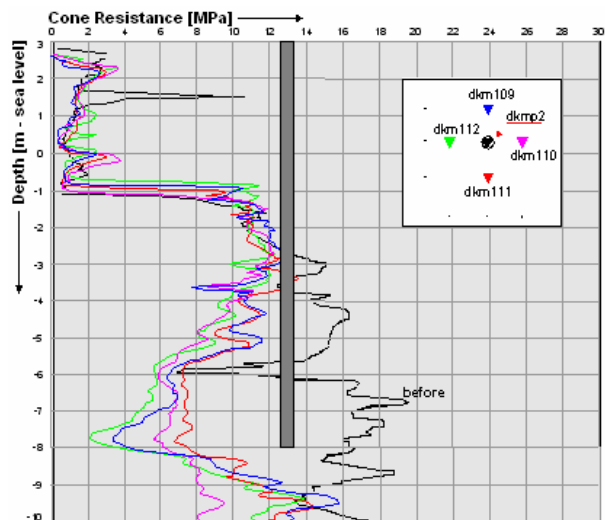 Cone Resistance [MPa]
0 2 4 6 8 10 12 14 16 18 20 22 24 26 28 30
Depth [m - sea level]
3
2
1
0
-1
-2
-3
-4
-5
-6
-7
-8
-9
-10
dkm109
dkmp2
dkm112
dkm110
dkm111
before